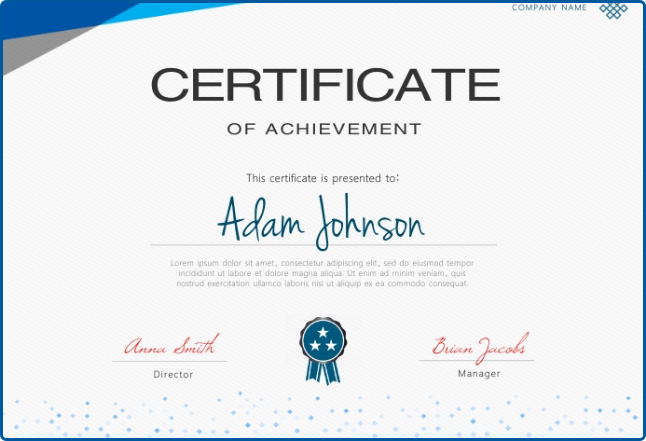 COMPANY NAME
CERTIFICATE
OF ACHIEVEMENT
This certificate is presented to:
Adam Johnson
Lorem ipsum dolor sit amet, consectetur adipiscing elit, sed do eiusmod tempor
incididunt ut labore et dolore magna aliqua. Ut enim ad minim veniam, quis
nostrud exercitation ullamco laboris nisi ut aliquip ex ea commodo consequat.
Anna Smith
Brian Jacobs
Director
Manager